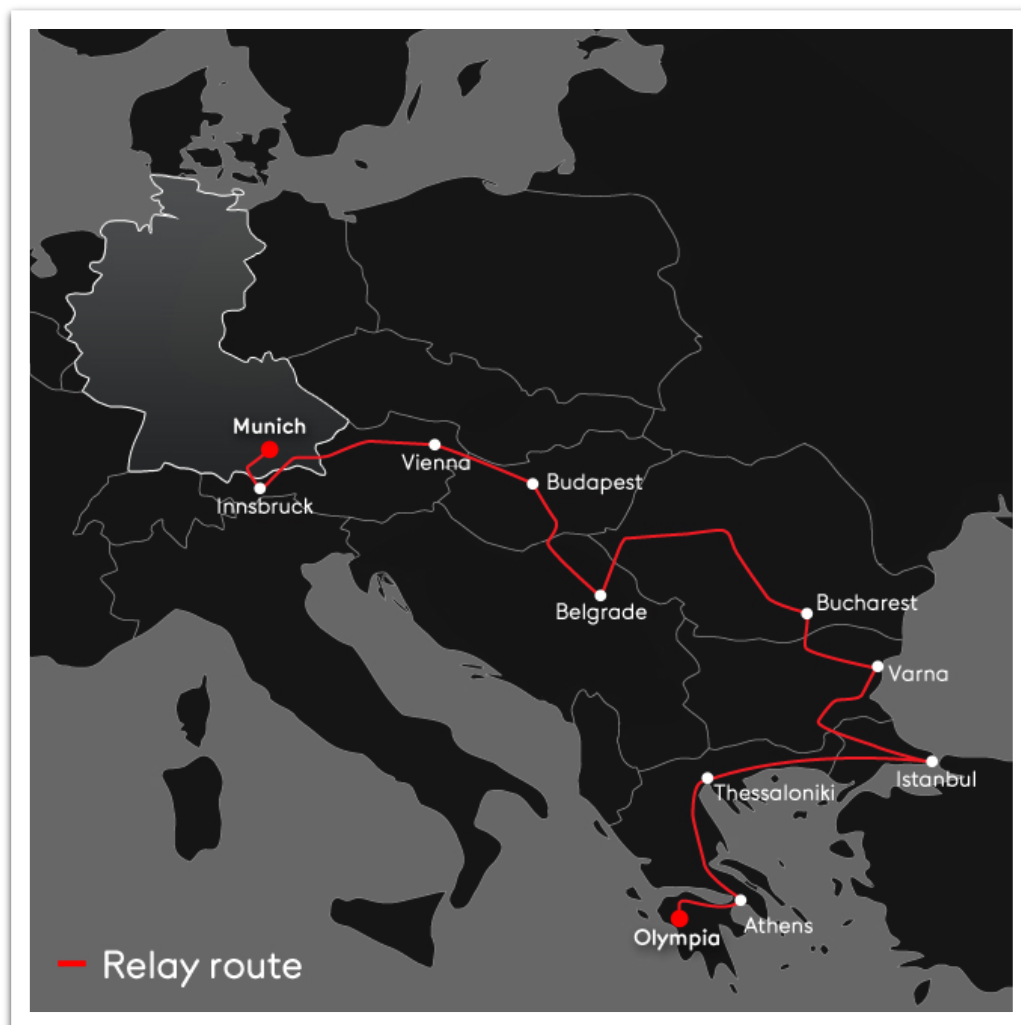 Munich
Vienna
Innsbruck
Budapest
Belgrade
Bucharest
Varna
Istanbul
Thessaloniki
Athens
Olympia
Relay route